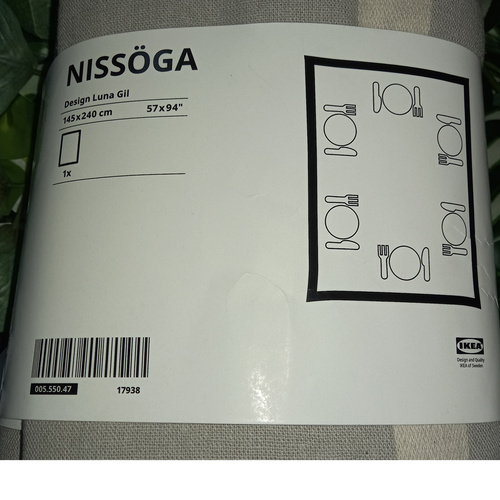 NISSÖGA
Design Luna Gil
145x240 cm 57x94"
1x
005.550.47 17938
IKEA
Design and Quality
IKEA of Sweden